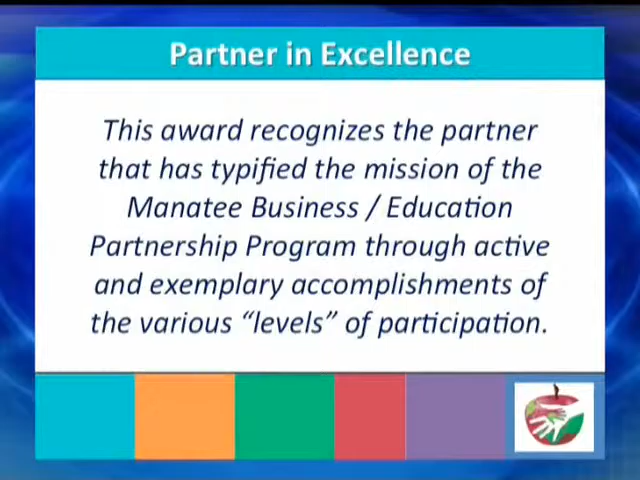 Partner in Excellence
This award recognizes the partner
that has typified the mission of the
Manatee Business / Education
Partnership Program through active
and exemplary accomplishments of
the various “levels” of participation.